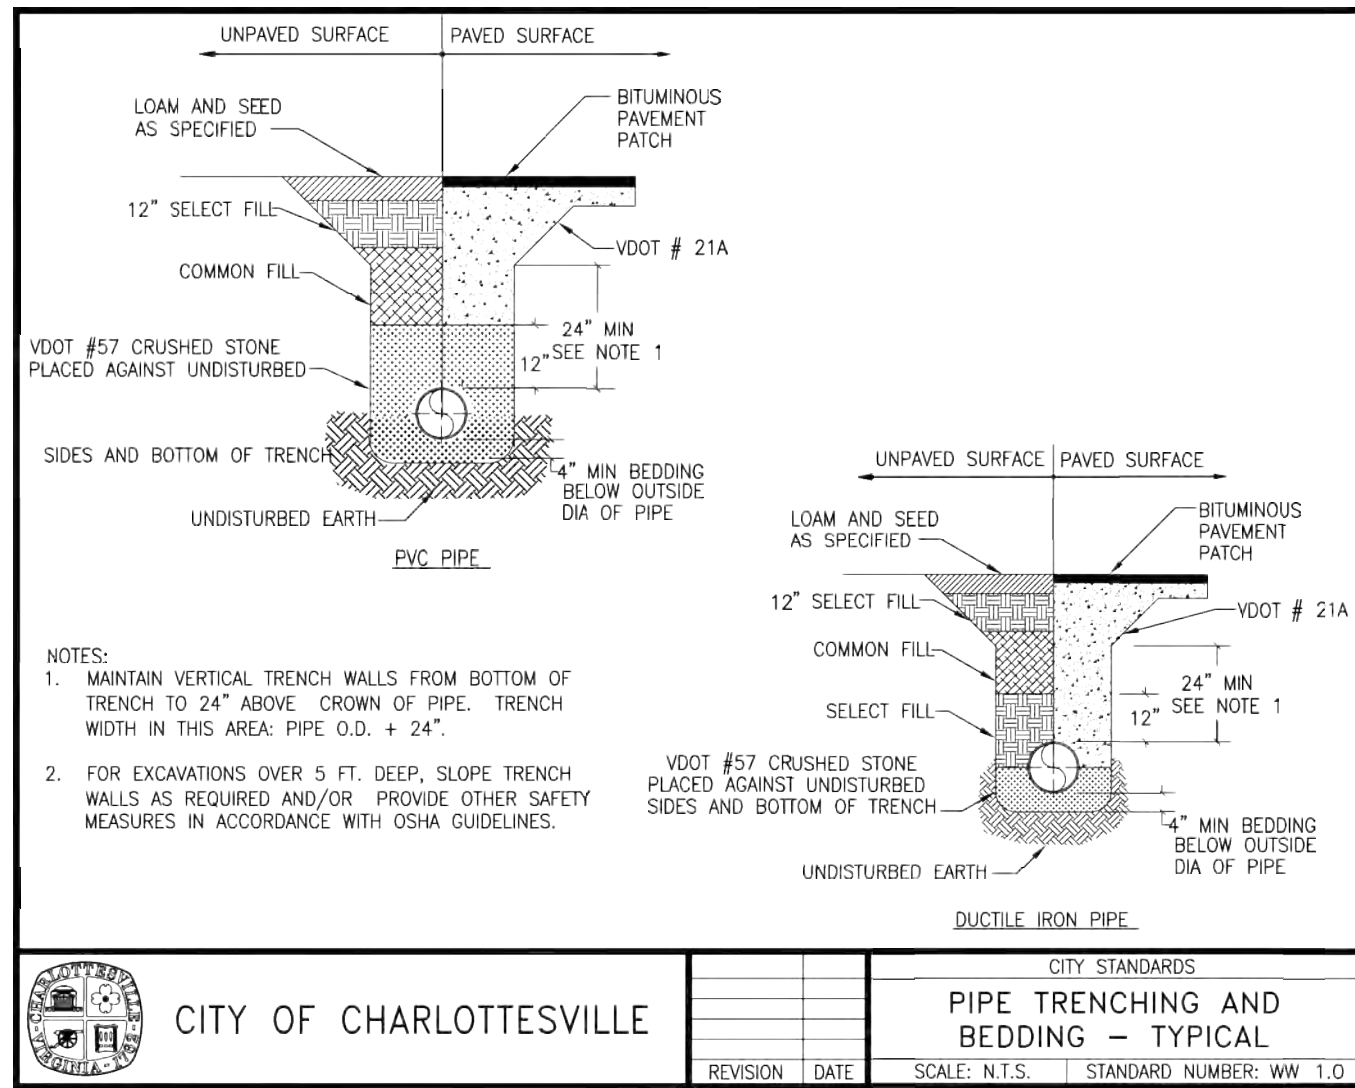 UNPAVED SURFACE
PAVED SURFACE
LOAM AND SEED
AS SPECIFIED
BITUMINOUS
PAVEMENT
PATCH
12" SELECT FILL
VDOT # 21A
COMMON FILL
24" MIN
SEE NOTE 1
12"
VDOT #57 CRUSHED STONE
PLACED AGAINST UNDISTURBED
SIDES AND BOTTOM OF TRENCH
4" MIN BEDDING
BELOW OUTSIDE
DIA OF PIPE
UNDISTURBED EARTH
PVC PIPE
UNPAVED SURFACE
PAVED SURFACE
LOAM AND SEED
AS SPECIFIED
BITUMINOUS
PAVEMENT
PATCH
12" SELECT FILL
VDOT # 21A
COMMON FILL
24" MIN
SEE NOTE 1
12"
SELECT FILL
VDOT #57 CRUSHED STONE
PLACED AGAINST UNDISTURBED
SIDES AND BOTTOM OF TRENCH
4" MIN BEDDING
BELOW OUTSIDE
DIA OF PIPE
UNDISTURBED EARTH
DUCTILE IRON PIPE
NOTES:
1. MAINTAIN VERTICAL TRENCH WALLS FROM BOTTOM OF
TRENCH TO 24" ABOVE CROWN OF PIPE. TRENCH
WIDTH IN THIS AREA: PIPE O.D. + 24".
2. FOR EXCAVATIONS OVER 5 FT. DEEP, SLOPE TRENCH
WALLS AS REQUIRED AND/OR PROVIDE OTHER SAFETY
MEASURES IN ACCORDANCE WITH OSHA GUIDELINES.
CHARLOTTESVILLE
VIRGINIA - 1762
CITY OF CHARLOTTESVILLE
REVISION
DATE
CITY STANDARDS
PIPE TRENCHING AND
BEDDING – TYPICAL
SCALE: N.T.S.
STANDARD NUMBER: WW 1.0